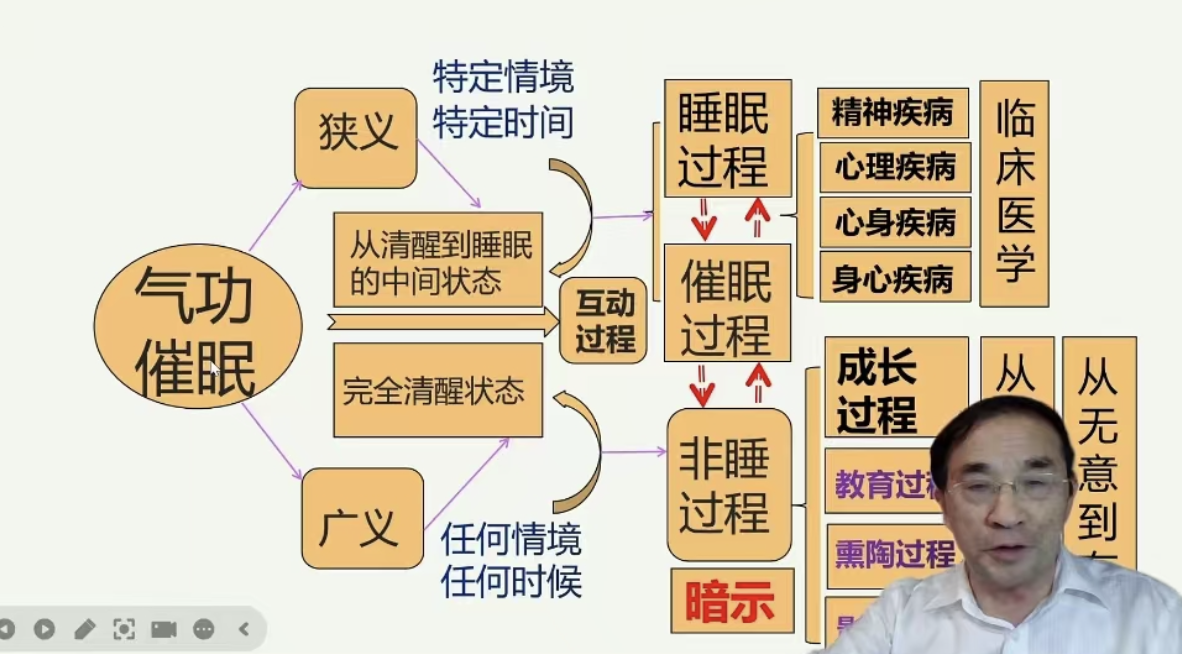 气功
催眠
狭义
广义
特定情境
特定时间
从清醒到睡眠
的中间状态
完全清醒状态
任何情境
任何时候
互动
过程
睡眠
过程
催眠
过程
非睡
过程
暗示
精神疾病
心理疾病
心身疾病
身心疾病
临床医学
成长
过程
教育过
熏陶过程
从
从无意到